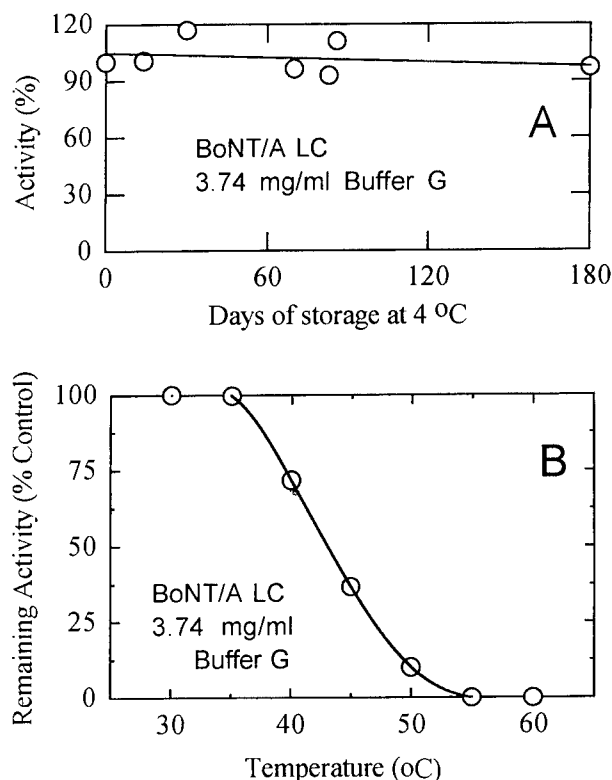 120
90
60
30
0
Activity (%)
A
BoNT/A LC
3.74 mg/ml Buffer G
0 60 120 180
Days of storage at 4 ºC
100
75
50
25
0
Remaining Activity (% Control)
B
BoNT/A LC
3.74 mg/ml
Buffer G
30 40 50 60
Temperature (oC)